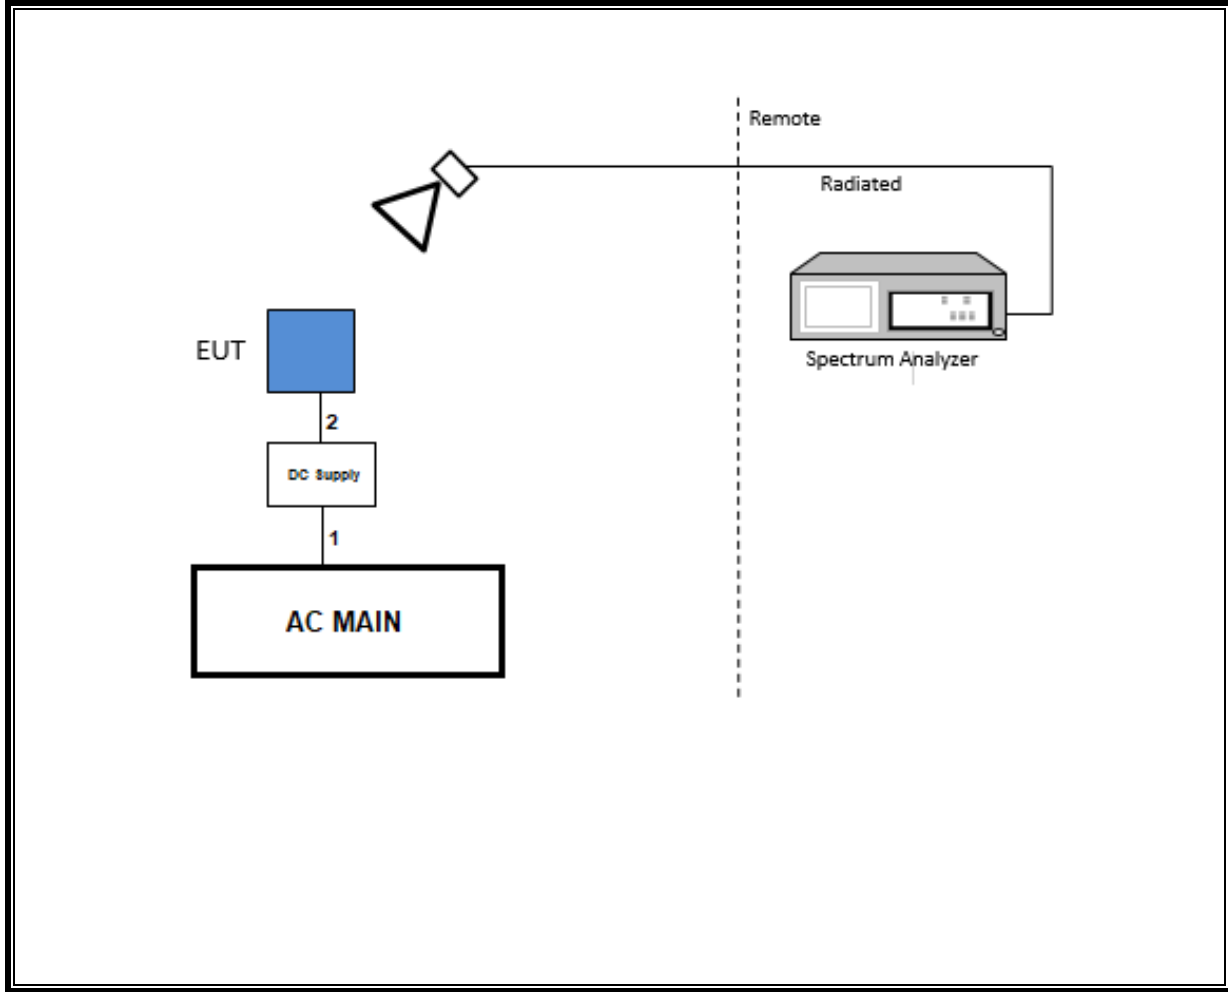 Remote
Radiated
Spectrum Analyzer
EUT
2
DC Supply
1
AC MAIN